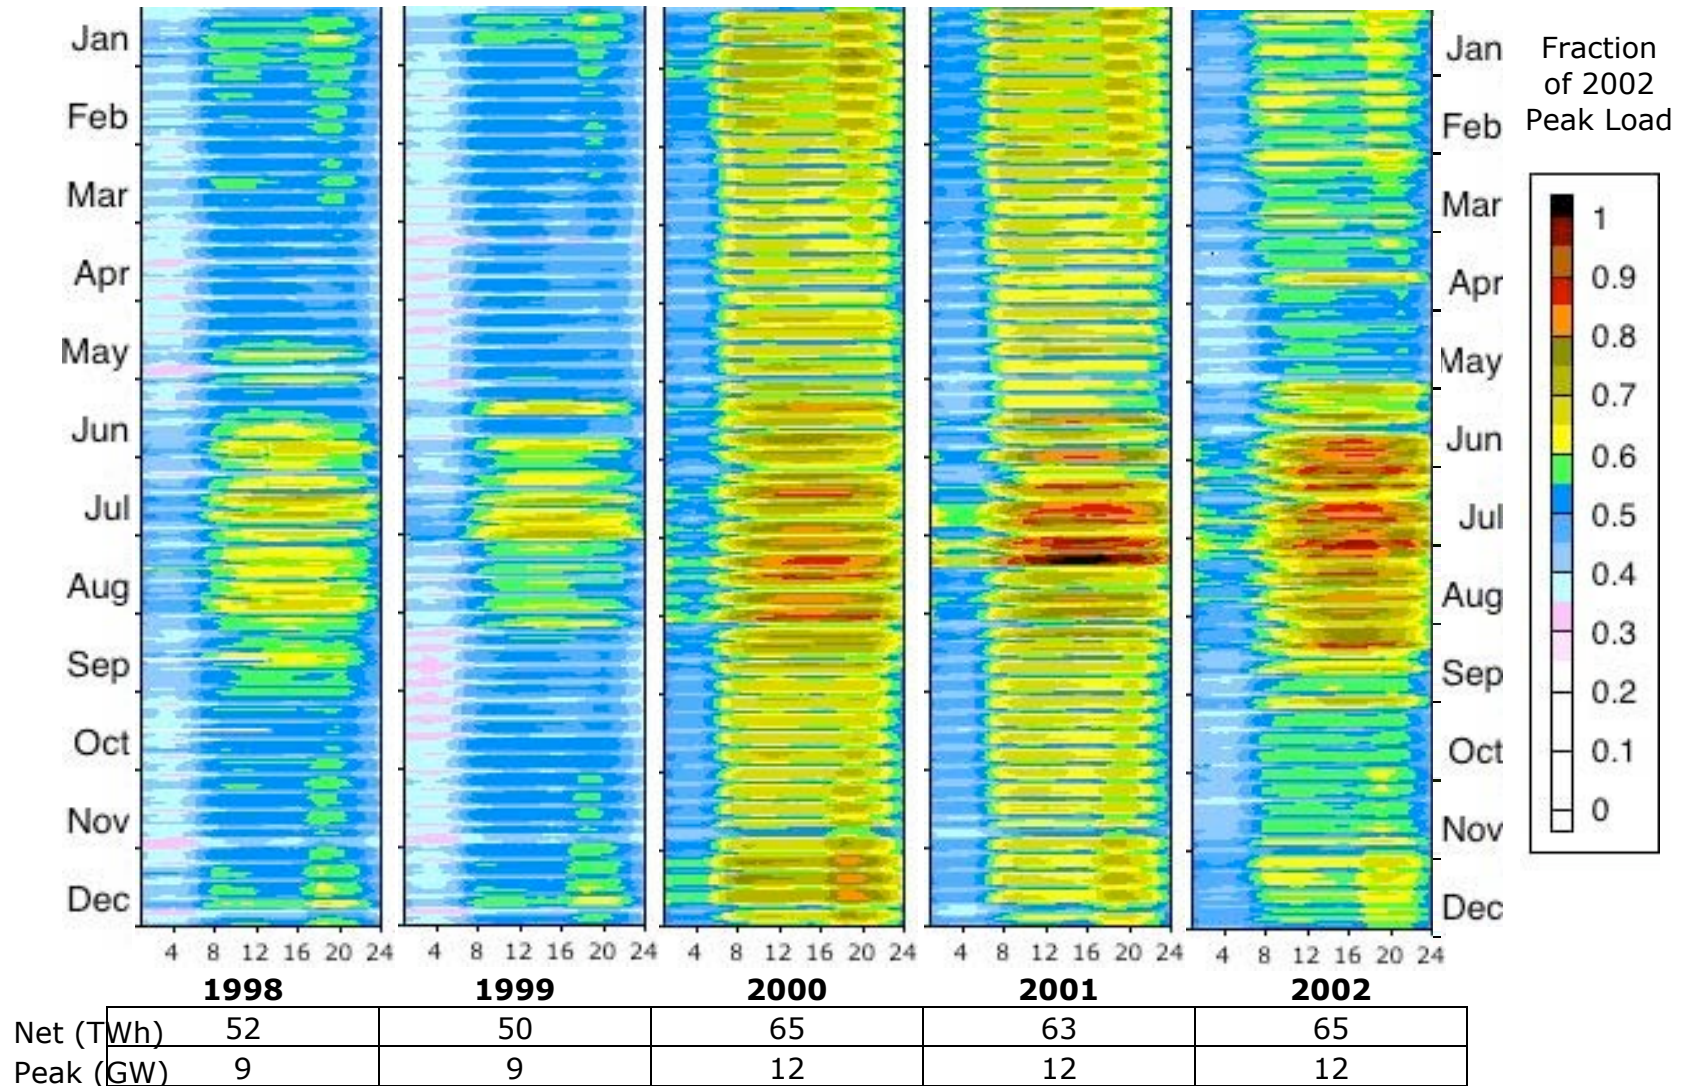 Jan
Feb
Mar
Apr
May
Jun
Jul
Aug
Sep
Oct
Nov
Dec
Jan
Feb
Mar
Apr
May
Jun
Jul
Aug
Sep
Oct
Nov
Dec
Fraction
of 2002
Peak Load
1
0.9
0.8
0.7
0.6
0.5
0.4
0.3
0.2
0.1
0
4 8 12 16 20 24 4 8 12 16 20 24 4 8 12 16 20 24 4 8 12 16 20 24 4 8 12 16 20 24
1998 1999 2000 2001 2002
Net (TWh) 52 50 65 63 65
Peak (GW) 9 9 12 12 12